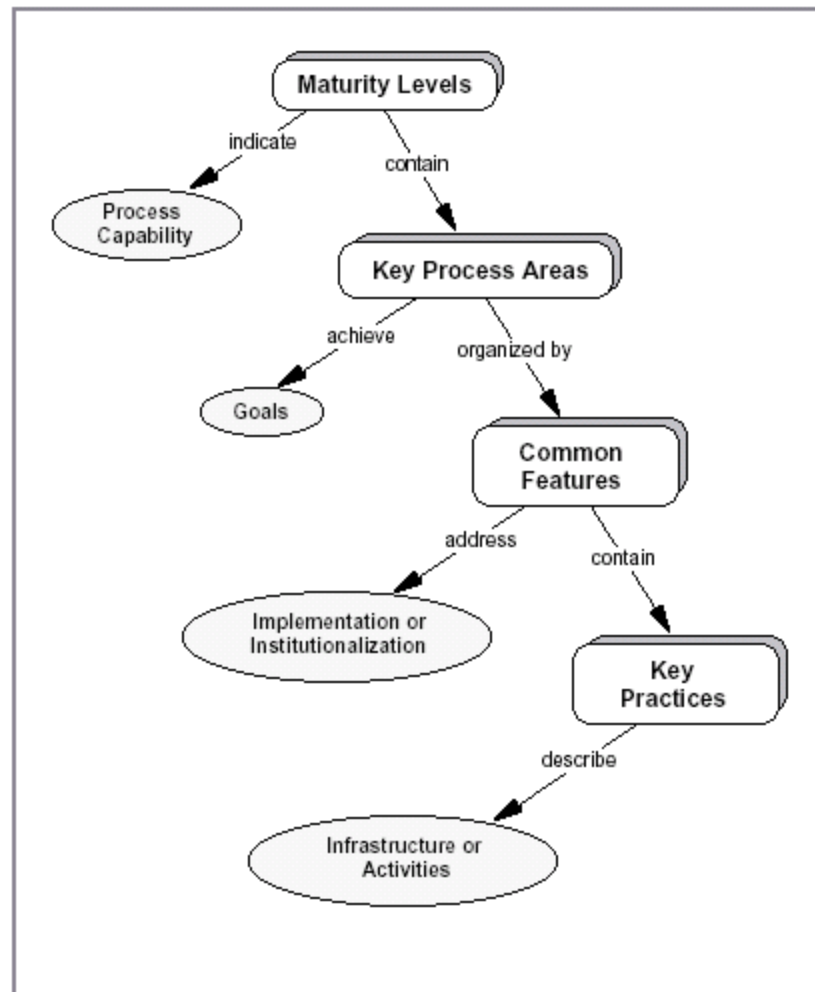 Maturity Levels
indicate
contain
Process
Capability
Key Process Areas
achieve
organized by
Goals
Common
Features
address
contain
Implementation or
Institutionalization
Key
Practices
describe
Infrastructure or
Activities